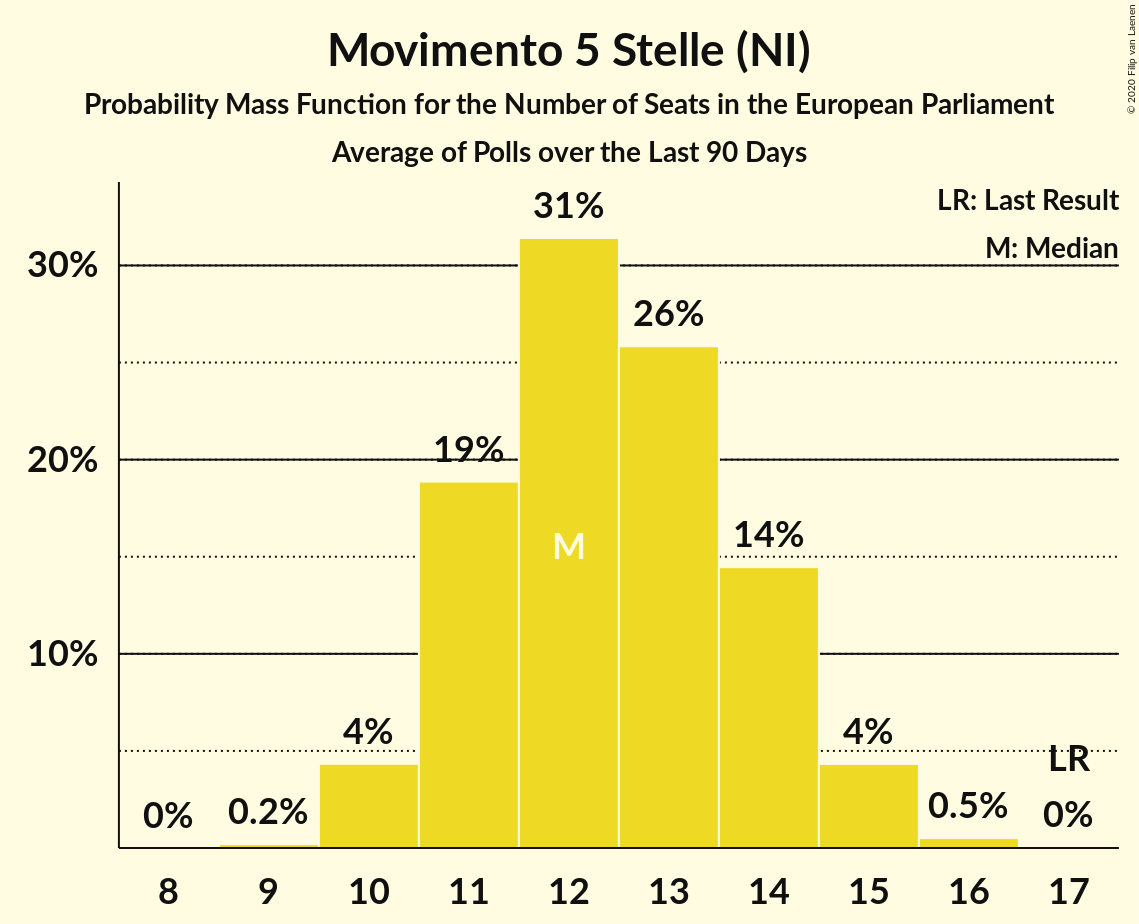 Movimento 5 Stelle (NI)
Probability Mass Function for the Number of Seats in the European Parliament
Average of Polls over the Last 90 Days
© 2020 Filip van Laenen
LR: Last Result
M: Median
30%
20%
10%
0%
0.2%
4%
19%
31%
26%
14%
4%
0.5%
0%
M
LR
8 9 10 11 12 13 14 15 16 17